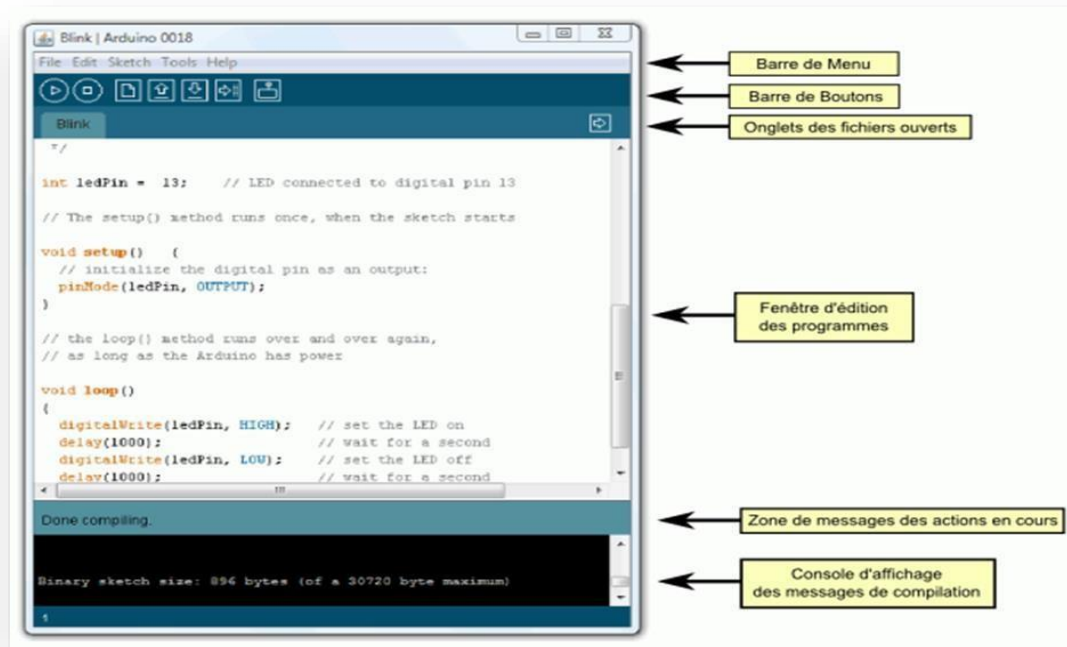 Blink | Arduino 0018
File Edit Sketch Tools Help
Blink
*/
int ledPin = 13; // LED connected to digital pin 13
// The setup() method runs once, when the sketch starts
void setup() {
// initialize the digital pin as an output:
pinMode(ledPin, OUTPUT);
}
// the loop() method runs over and over again,
// as long as the Arduino has power
void loop()
{
digitalWrite(ledPin, HIGH); // set the LED on
delay(1000); // wait for a second
digitalWrite(ledPin, LOW); // set the LED off
delay(1000); // wait for a second
Done compiling.
Binary sketch size: 896 bytes (of a 30720 byte maximum)
1
Barre de Menu
Barre de Boutons
Onglets des fichiers ouverts
Fenêtre d'édition
des programmes
Zone de messages des actions en cours
Console d'affichage
des messages de compilation